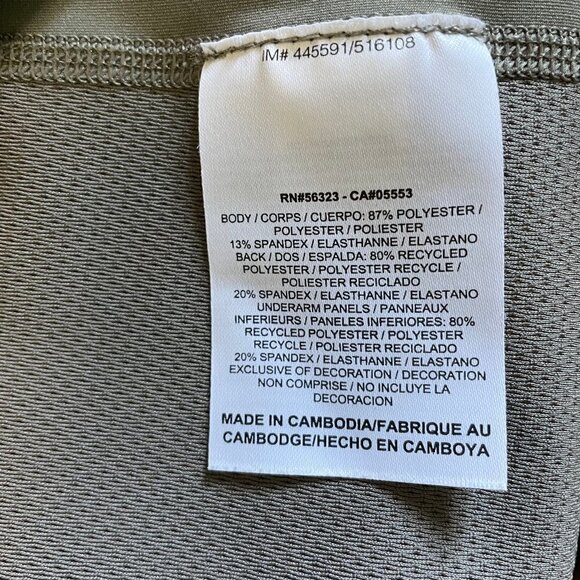 IM# 445591/516108
RN#56323 - CA#05553
BODY / CORPS / CUERPO: 87% POLYESTER /
POLYESTER / POLIESTER
13% SPANDEX / ELASTHANNE / ELASTANO
BACK / DOS / ESPALDA: 80% RECYCLED
POLYESTER / POLYESTER RECYCLE /
POLIESTER RECICLADO
20% SPANDEX / ELASTHANNE / ELASTANO
UNDERARM PANELS / PANNEAUX
INFERIEURS / PANELES INFERIORES: 80%
RECYCLED POLYESTER / POLYESTER
RECYCLE / POLIESTER RECICLADO
20% SPANDEX / ELASTHANNE / ELASTANO
EXCLUSIVE OF DECORATION / DECORATION
NON COMPRISE / NO INCLUYE LA
DECORACION
MADE IN CAMBODIA/FABRIQUE AU
CAMBODGE/HECHO EN CAMBOYA